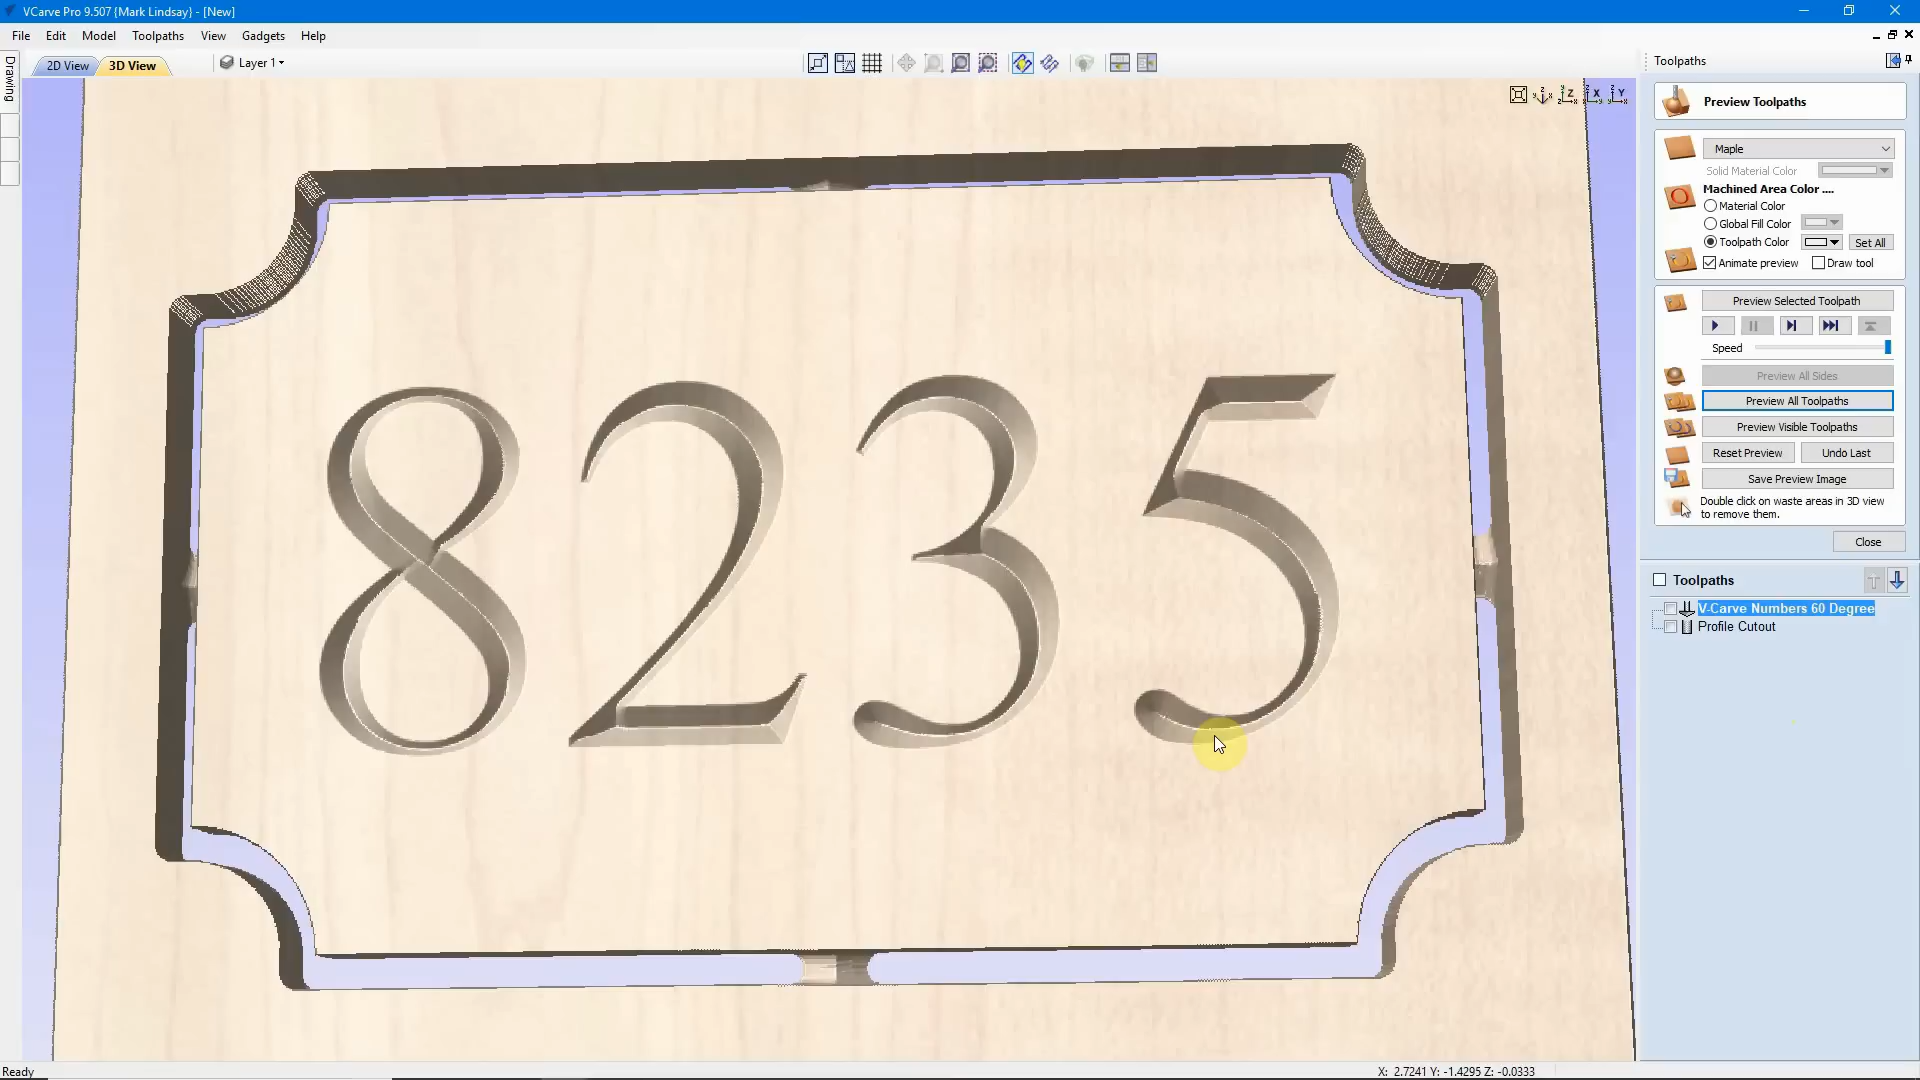 VCarve Pro 9.507 {Mark Lindsay} - [New]
File Edit Model Toolpaths View Gadgets Help
Drawing
2D View 3D View Layer 1
Toolpaths
Z X Y
Preview Toolpaths
Maple
Solid Material Color
Machined Area Color ....
Material Color
Global Fill Color
Toolpath Color Set All
Animate preview Draw tool
Preview Selected Toolpath
Speed
Preview All Sides
Preview All Toolpaths
Preview Visible Toolpaths
Reset Preview Undo Last
Save Preview Image
Double click on waste areas in 3D view
to remove them.
Close
Toolpaths
V-Carve Numbers 60 Degree
Profile Cutout
8235
Ready
X: 2.7241 Y: -1.4295 Z: -0.0333